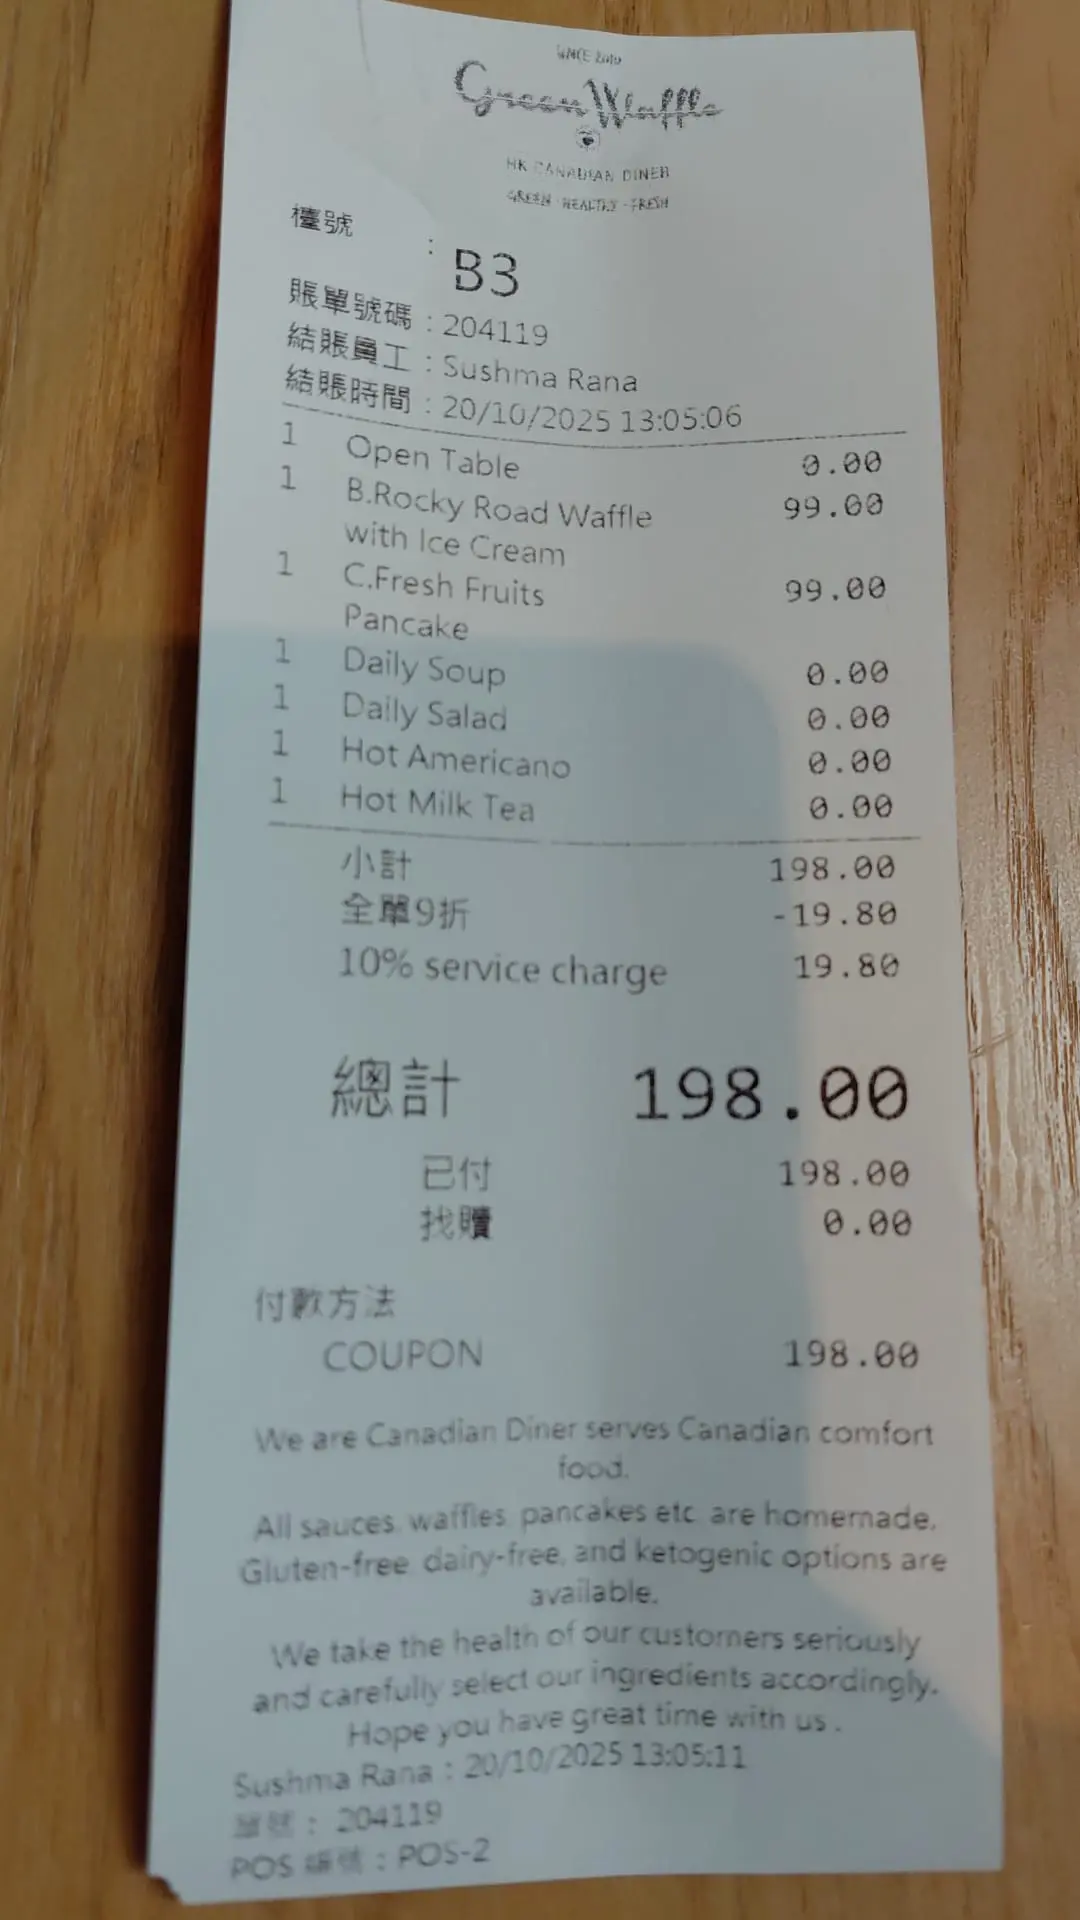 SINCE 2010
Green Waffle
HK CANADIAN DINER
GREEN · HEALTHY · FRESH
檯號 : B3
賬單號碼 : 204119
結賬員工 : Sushma Rana
結賬時間 : 20/10/2025 13:05:06
1 Open Table 0.00
1 B.Rocky Road Waffle 99.00
with Ice Cream
1 C.Fresh Fruits 99.00
Pancake
1 Daily Soup 0.00
1 Daily Salad 0.00
1 Hot Americano 0.00
1 Hot Milk Tea 0.00
小計 198.00
全單9折 -19.80
10% service charge 19.80
總計 198.00
已付 198.00
找贖 0.00
付款方法
COUPON 198.00
We are Canadian Diner serves Canadian comfort
food.
All sauces, waffles, pancakes etc. are homemade.
Gluten-free, dairy-free, and ketogenic options are
available.
We take the health of our customers seriously
and carefully select our ingredients accordingly.
Hope you have great time with us .
Sushma Rana : 20/10/2025 13:05:11
單號 : 204119
POS 編號 : POS-2